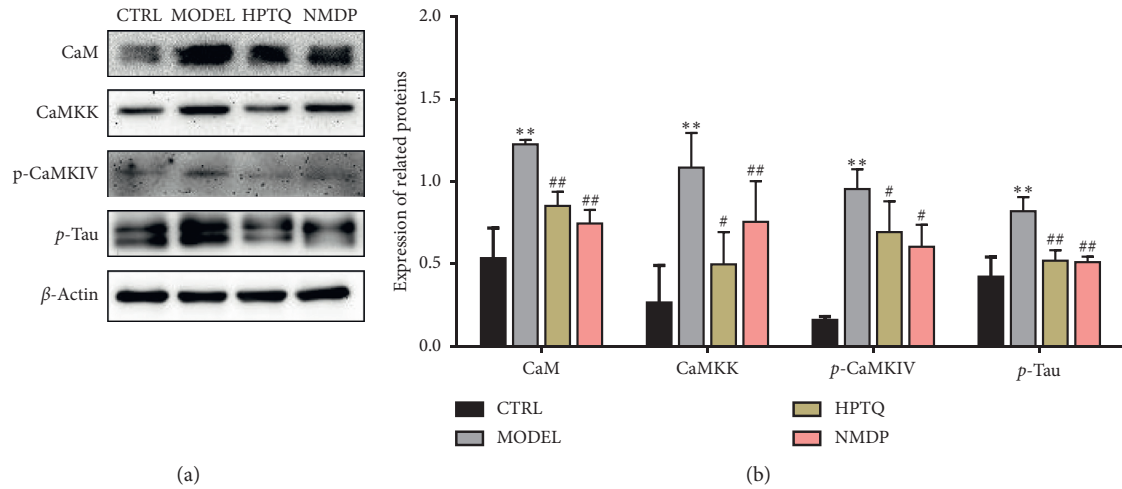 CTRL MODEL HPTQ NMDP
CaM
CaMKK
p-CaMKIV
p-Tau
β-Actin
(a)
Expression of related proteins
2.0
1.5
1.0
0.5
0.0
**
##
##
**
#
##
**
#
#
**
##
##
CaM CaMKK p-CaMKIV p-Tau
CTRL HPTQ
MODEL NMDP
(b)